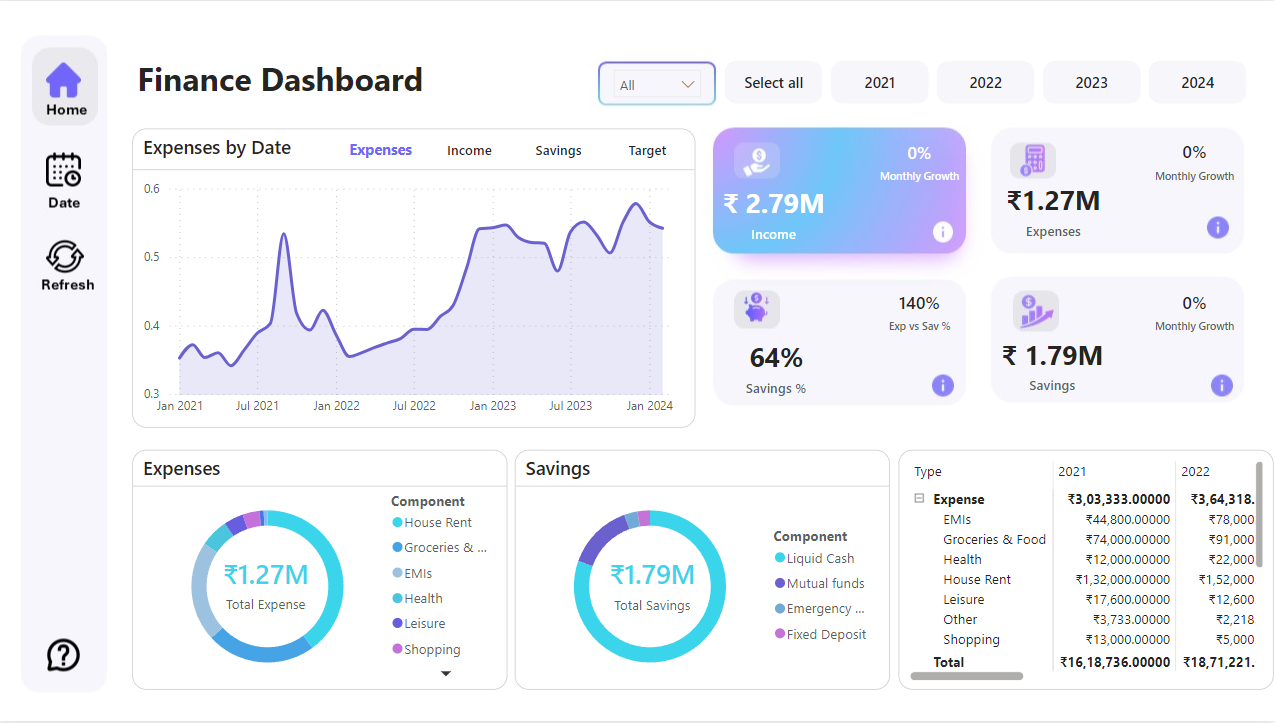 Home
Date
Refresh
Finance Dashboard
All
Select all
2021
2022
2023
2024
Expenses by Date
Expenses
Income
Savings
Target
0.6
0.5
0.4
0.3
Jan 2021
Jul 2021
Jan 2022
Jul 2022
Jan 2023
Jul 2023
Jan 2024
0%
Monthly Growth
₹ 2.79M
Income
0%
Monthly Growth
₹1.27M
Expenses
140%
Exp vs Sav %
64%
Savings %
0%
Monthly Growth
₹ 1.79M
Savings
Expenses
₹1.27M
Total Expense
Component
House Rent
Groceries & ...
EMIs
Health
Leisure
Shopping
Savings
₹1.79M
Total Savings
Component
Liquid Cash
Mutual funds
Emergency ...
Fixed Deposit
Type 2021 2022
Expense ₹3,03,333.00000 ₹3,64,318.
EMIs ₹44,800.00000 ₹78,000
Groceries & Food ₹74,000.00000 ₹91,000
Health ₹12,000.00000 ₹22,000
House Rent ₹1,32,000.00000 ₹1,52,000
Leisure ₹17,600.00000 ₹12,600
Other ₹3,733.00000 ₹2,218
Shopping ₹13,000.00000 ₹5,000
Total ₹16,18,736.00000 ₹18,71,221.